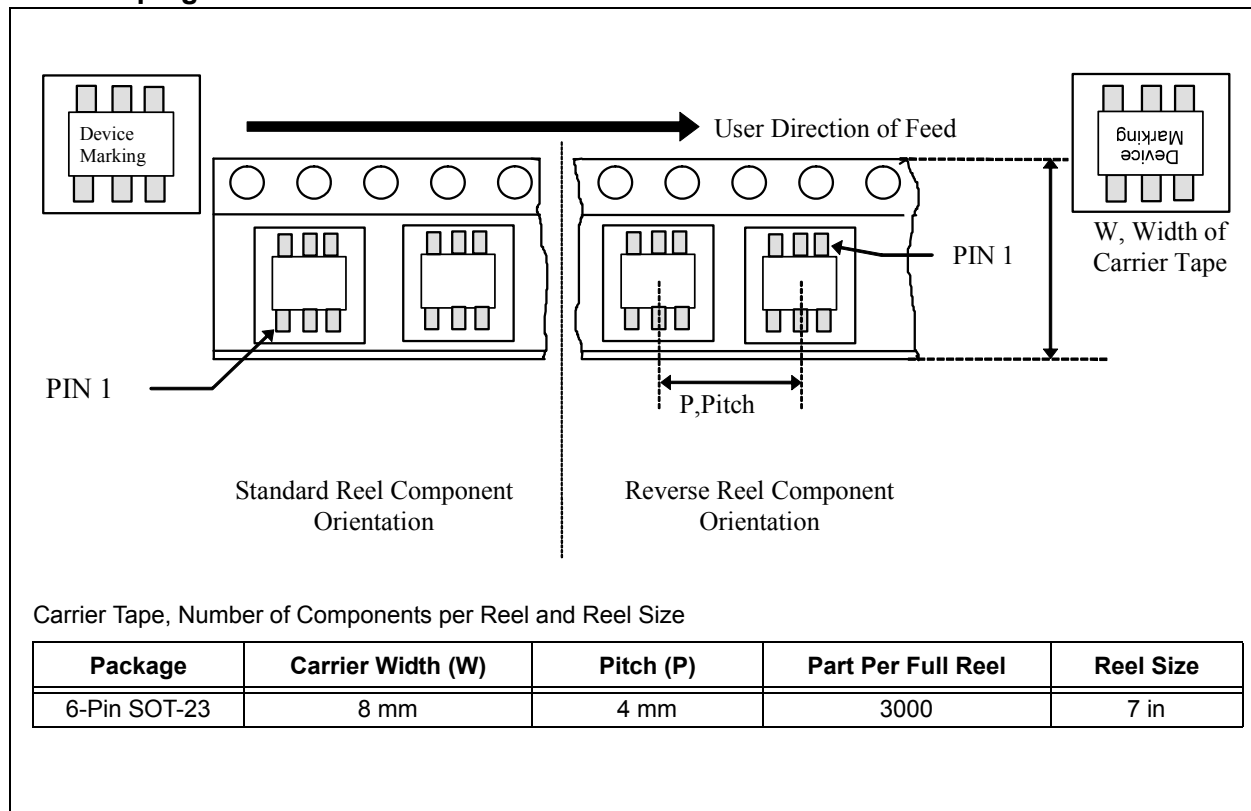 Device
Marking
User Direction of Feed
Device
Marking
W, Width of
Carrier Tape
PIN 1
PIN 1
P,Pitch
Standard Reel Component
Orientation
Reverse Reel Component
Orientation
Carrier Tape, Number of Components per Reel and Reel Size
Package Carrier Width (W) Pitch (P) Part Per Full Reel Reel Size
6-Pin SOT-23 8 mm 4 mm 3000 7 in